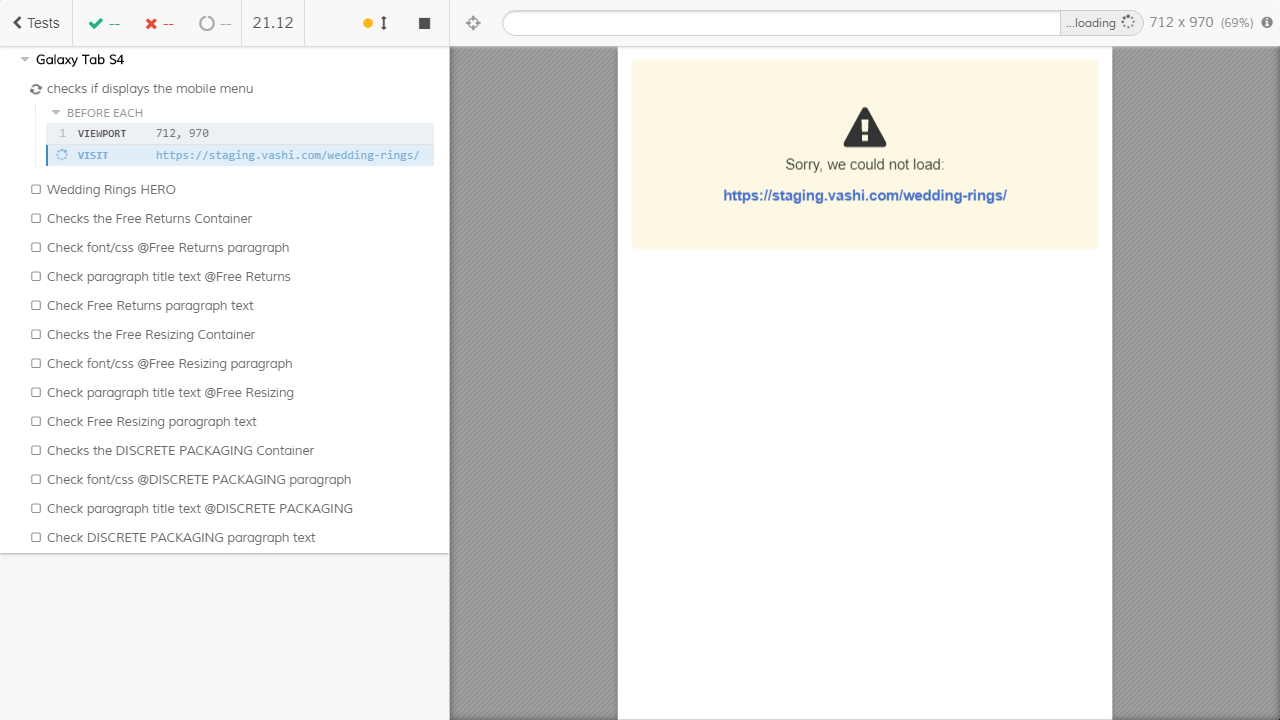 Tests
--
--
--
21.12
...loading
712 x 970 (69%)
Galaxy Tab S4
checks if displays the mobile menu
BEFORE EACH
1 VIEWPORT 712, 970
VISIT https://staging.vashi.com/wedding-rings/
Wedding Rings HERO
Checks the Free Returns Container
Check font/css @Free Returns paragraph
Check paragraph title text @Free Returns
Check Free Returns paragraph text
Checks the Free Resizing Container
Check font/css @Free Resizing paragraph
Check paragraph title text @Free Resizing
Check Free Resizing paragraph text
Checks the DISCRETE PACKAGING Container
Check font/css @DISCRETE PACKAGING paragraph
Check paragraph title text @DISCRETE PACKAGING
Check DISCRETE PACKAGING paragraph text
Sorry, we could not load:
https://staging.vashi.com/wedding-rings/